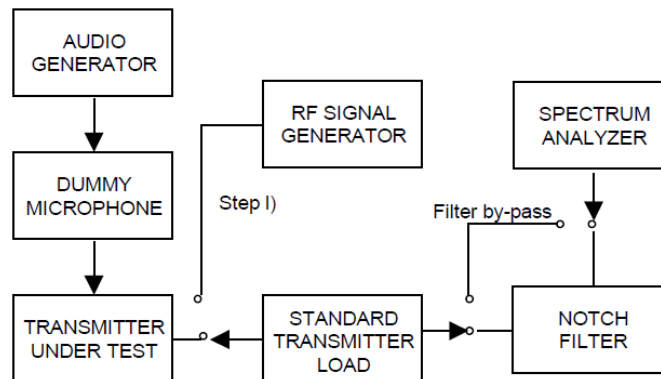 AUDIO
GENERATOR
RF SIGNAL
GENERATOR
SPECTRUM
ANALYZER
DUMMY
MICROPHONE
Step l)
Filter by-pass
TRANSMITTER
UNDER TEST
STANDARD
TRANSMITTER
LOAD
NOTCH
FILTER